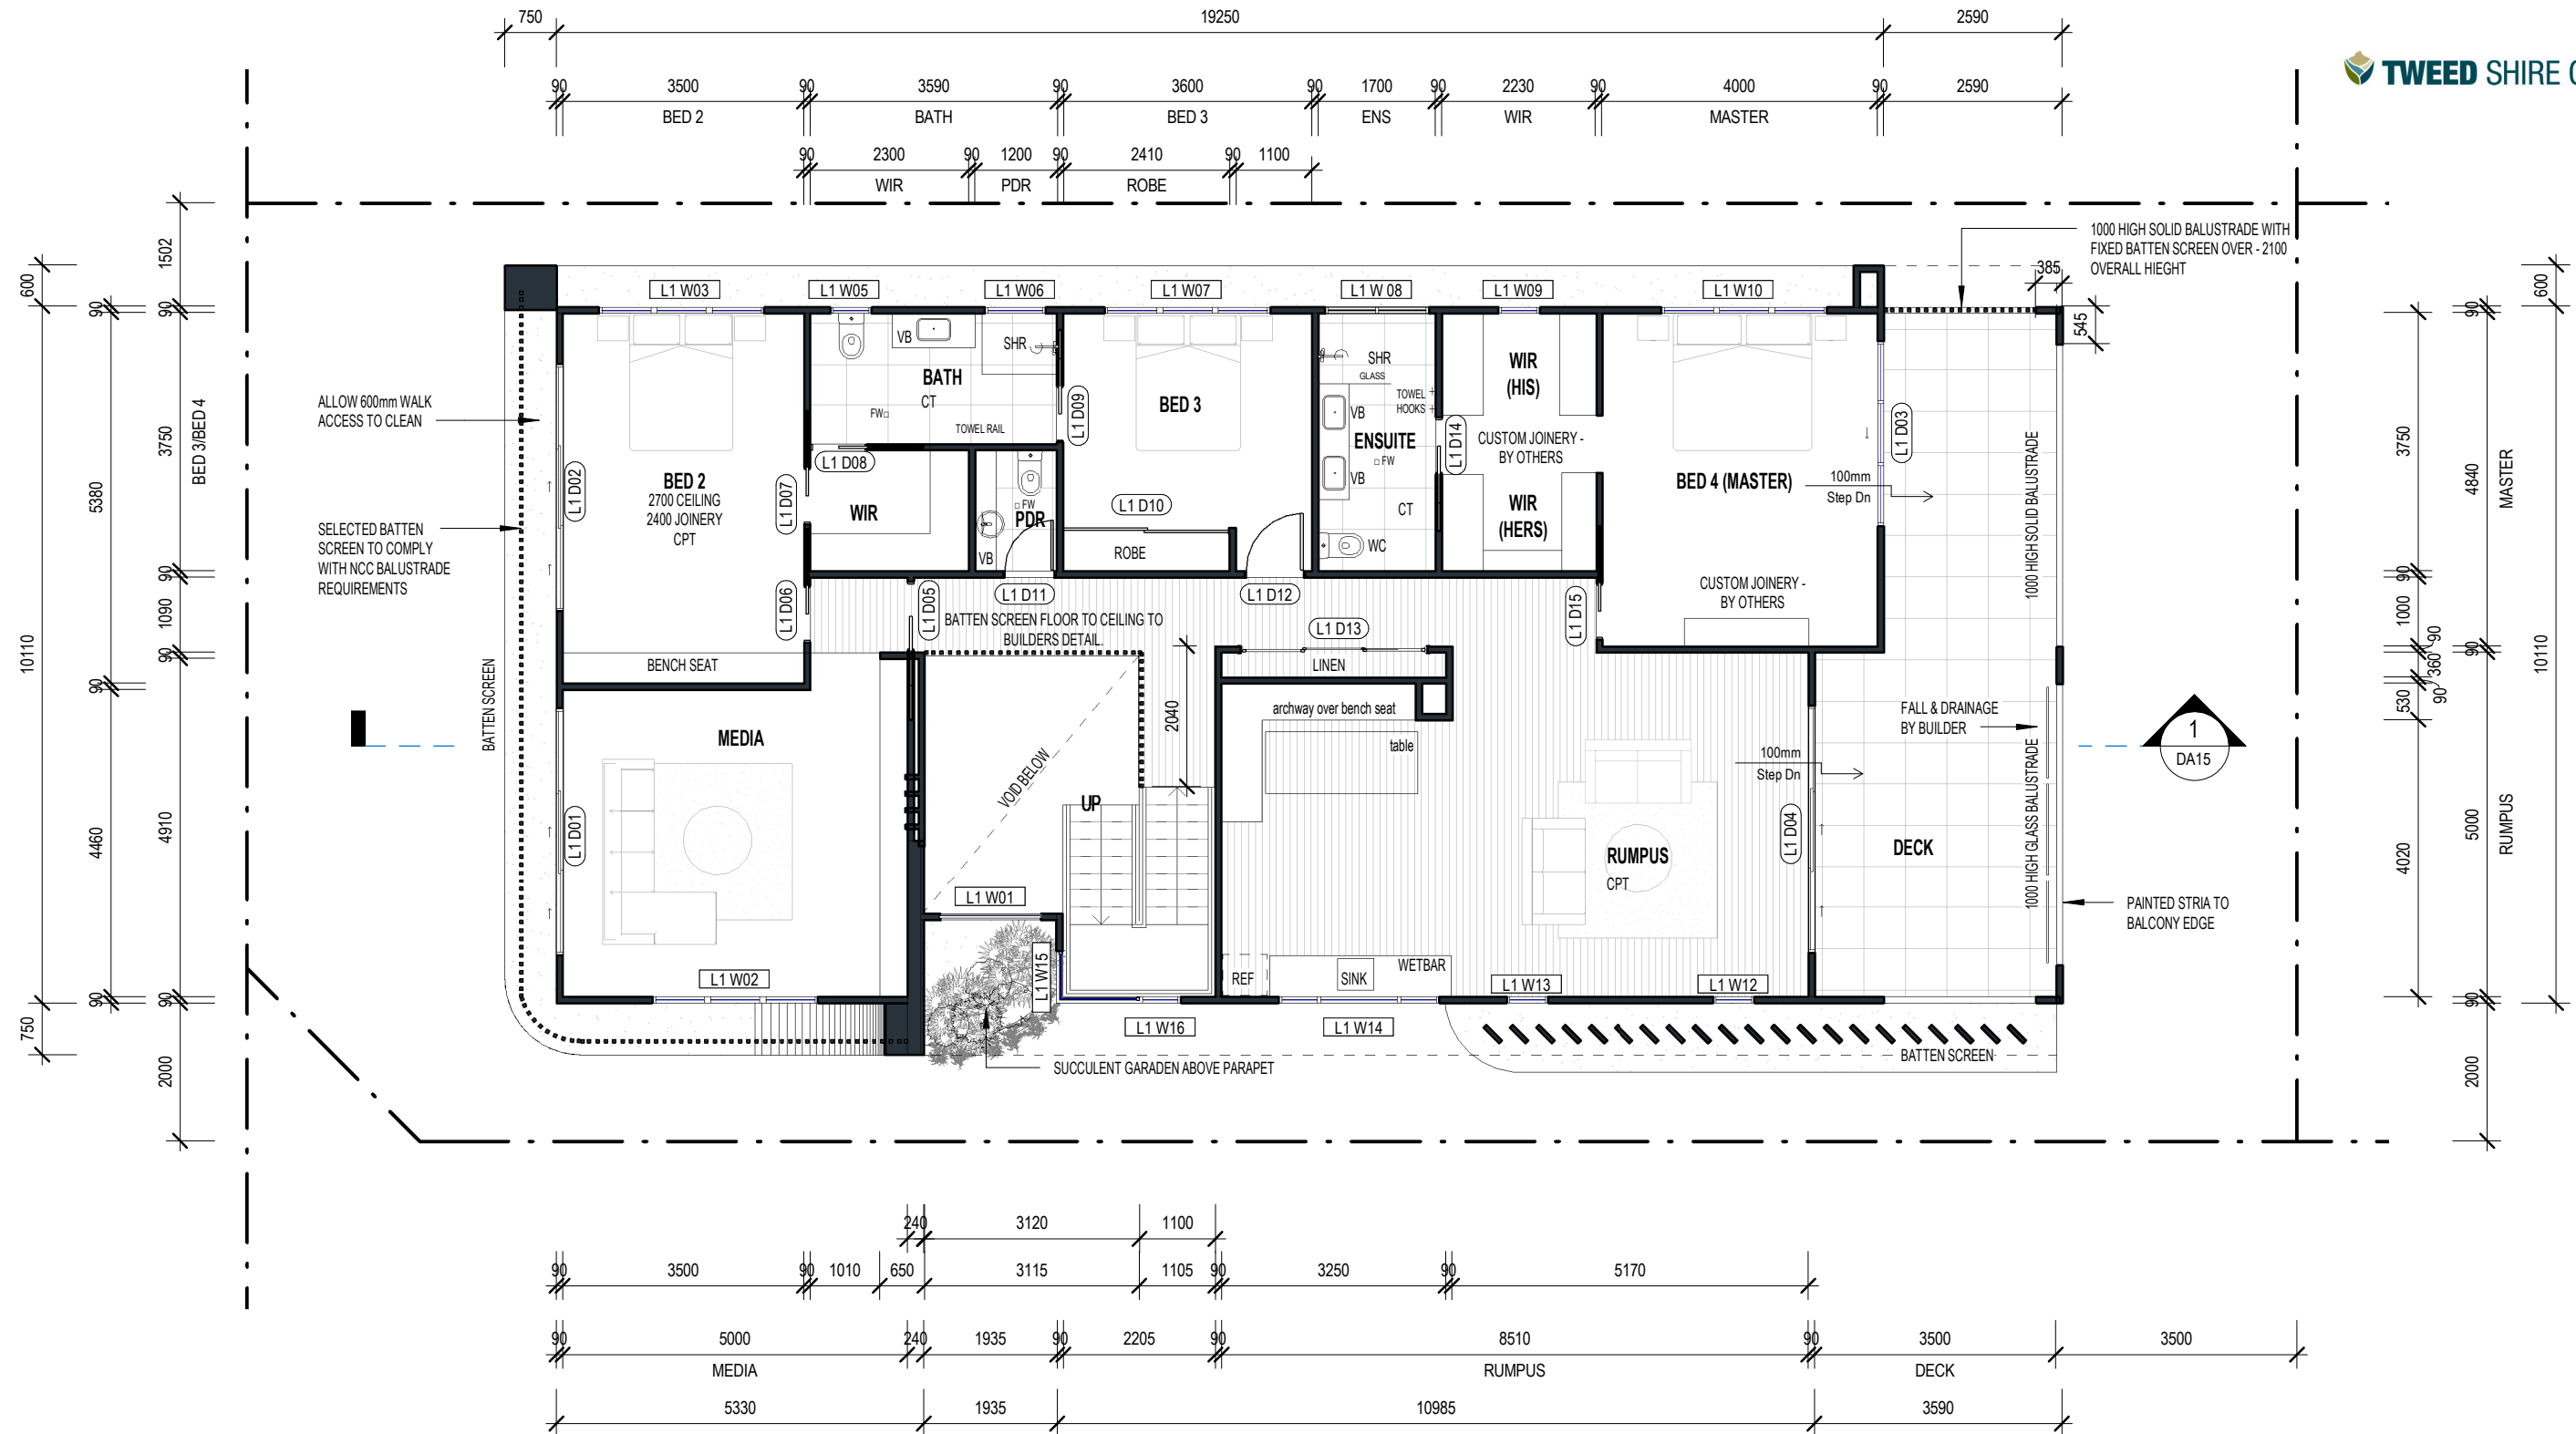 750
19250
2590
TWEED SHIRE
90
3500
90
3590
90
3600
90
1700
90
2230
90
4000
90
2590
BED 2
BATH
BED 3
ENS
WIR
MASTER
90
2300
90
1200
90
2410
90
1100
WIR
PDR
ROBE
1000 HIGH SOLID BALUSTRADE WITH
FIXED BATTEN SCREEN OVER - 2100
OVERALL HIEGHT
385
545
600
10110
750
90
5380
90
4460
90
1502
90
3750
90
1090
90
4910
90
2000
BED 3/BED 4
ALLOW 600mm WALK
ACCESS TO CLEAN
SELECTED BATTEN
SCREEN TO COMPLY
WITH NCC BALUSTRADE
REQUIREMENTS
BATTEN SCREEN
L1 W03
L1 W05
L1 W06
L1 W07
L1 W 08
L1 W09
L1 W10
L1 D02
BED 2
2700 CEILING
2400 JOINERY
CPT
BENCH SEAT
L1 D07
L1 D06
VB
SHR
BATH
CT
FW
TOWEL RAIL
L1 D09
L1 D08
WIR
FW
PDR
VB
BED 3
L1 D10
ROBE
SHR
GLASS
TOWEL
HOOKS
VB
ENSUITE
FW
VB
CT
WC
L1 D14
WIR
(HIS)
CUSTOM JOINERY -
BY OTHERS
WIR
(HERS)
BED 4 (MASTER)
100mm
Step Dn
CUSTOM JOINERY -
BY OTHERS
L1 D03
1000 HIGH SOLID BALUSTRADE
L1 D05
L1 D11
L1 D12
L1 D15
BATTEN SCREEN FLOOR TO CEILING TO
BUILDERS DETAIL.
L1 D13
LINEN
MEDIA
L1 D01
L1 W02
VOID BELOW
UP
2040
L1 W01
L1 W15
L1 W16
archway over bench seat
table
REF
SINK
WETBAR
L1 W14
L1 W13
L1 W12
RUMPUS
CPT
100mm
Step Dn
L1 D04
DECK
FALL & DRAINAGE
BY BUILDER
1000 HIGH GLASS BALUSTRADE
1
DA15
PAINTED STRIA TO
BALCONY EDGE
BATTEN SCREEN
SUCCULENT GARADEN ABOVE PARAPET
90
3750
90
1000
90
360
90
530
4020
90
4840
90
5000
90
2000
MASTER
RUMPUS
600
10110
240
3120
1100
90
3500
90
1010
650
3115
1105
90
3250
90
5170
90
5000
240
1935
90
2205
90
8510
90
3500
3500
MEDIA
RUMPUS
DECK
5330
1935
10985
3590